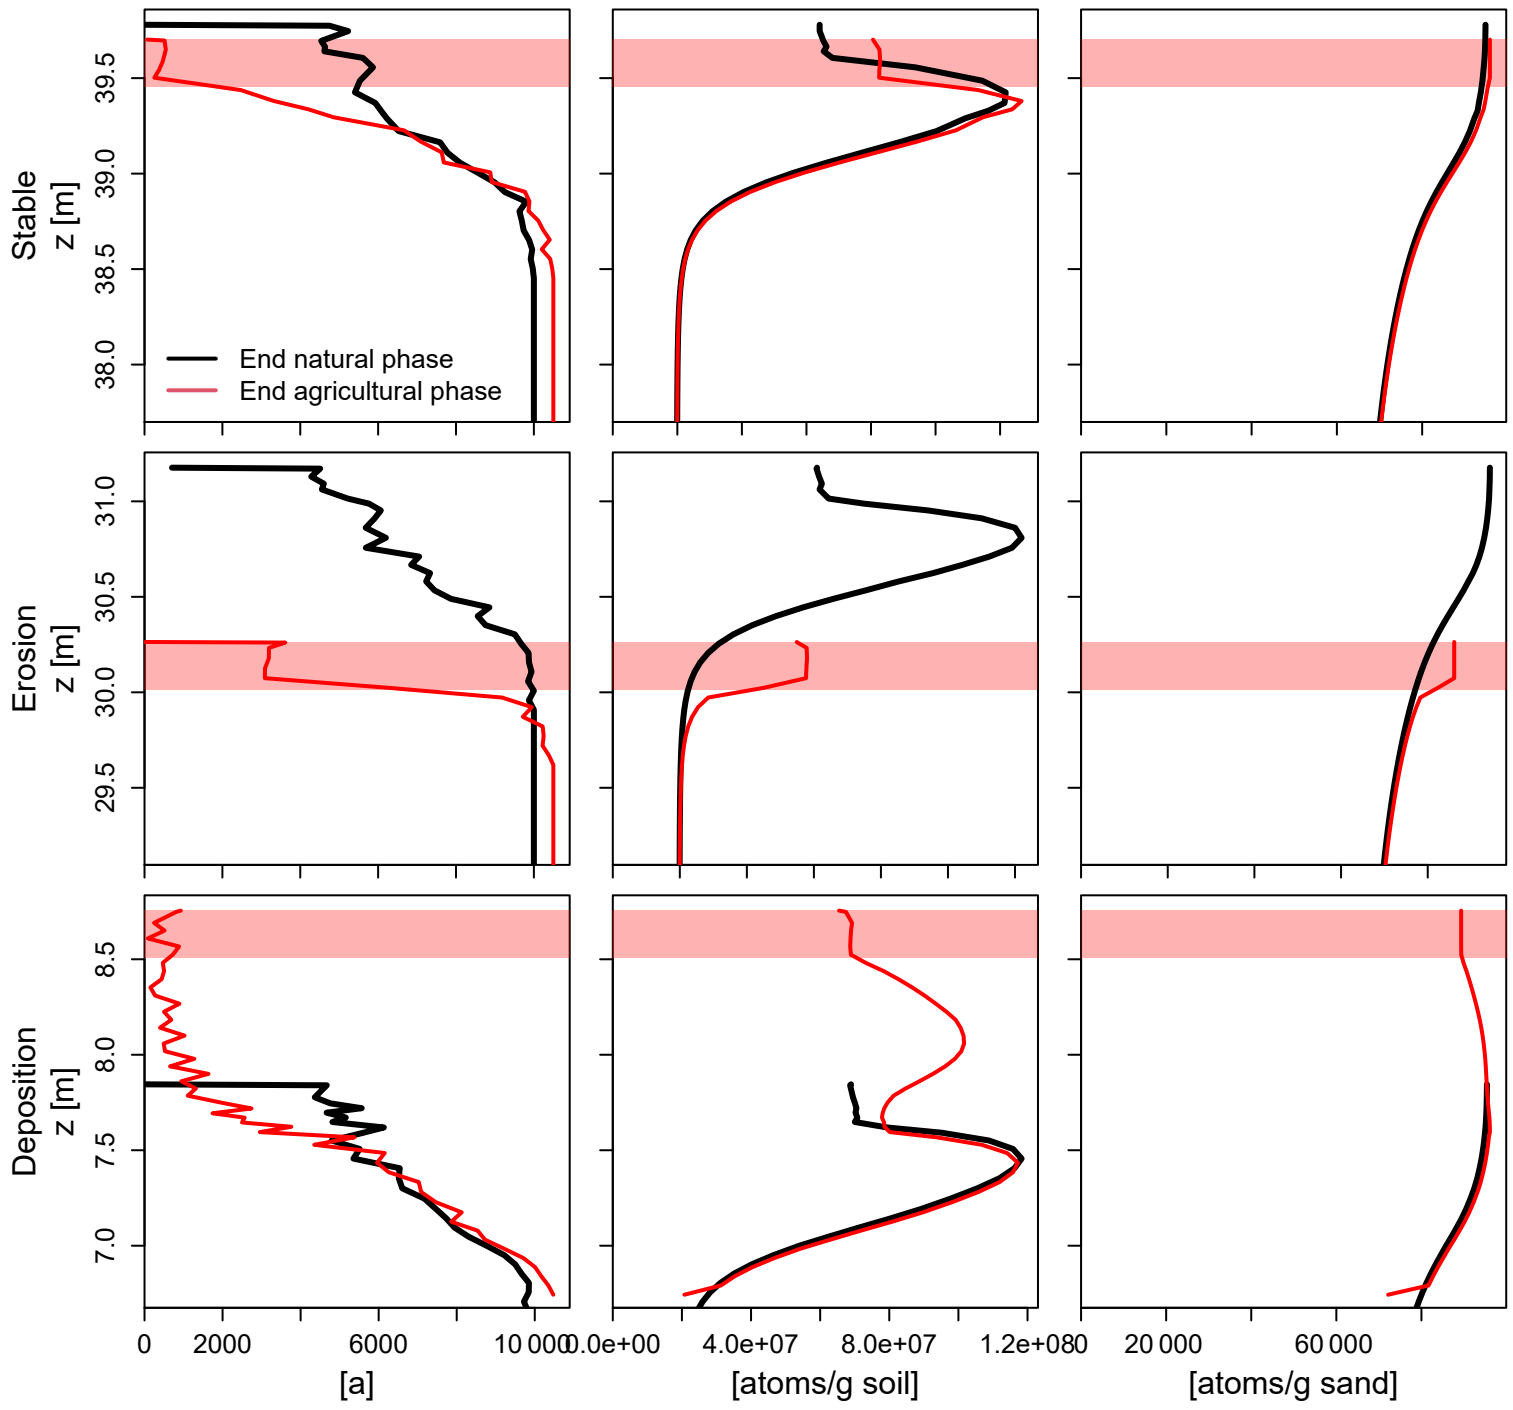 Stable
z [m]
39.5
39.0
38.5
38.0
End natural phase
End agricultural phase
Erosion
z [m]
31.0
30.5
30.0
29.5
Deposition
z [m]
8.5
8.0
7.5
7.0
0 2000 6000 10 000
0.0e+00 4.0e+07 8.0e+07 1.2e+08
0 20 000 60 000
[a] [atoms/g soil] [atoms/g sand]